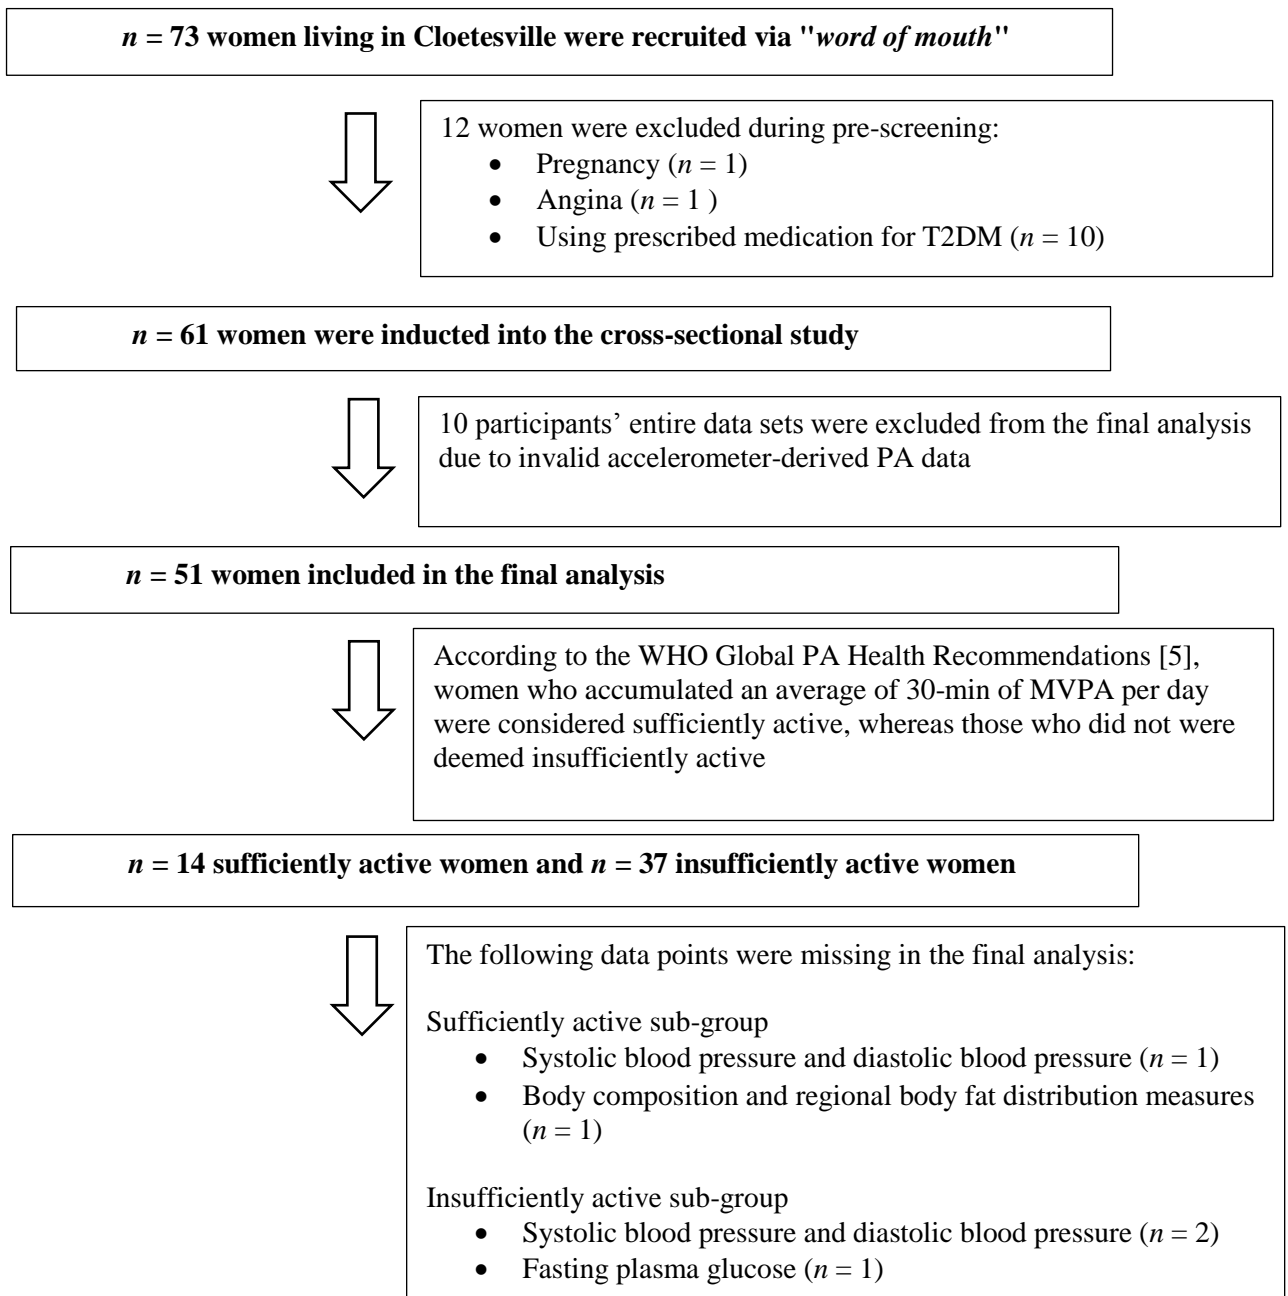 n = 73 women living in Cloetesville were recruited via "word of mouth"
12 women were excluded during pre-screening:
• Pregnancy (n = 1)
• Angina (n = 1 )
• Using prescribed medication for T2DM (n = 10)
n = 61 women were inducted into the cross-sectional study
10 participants’ entire data sets were excluded from the final analysis
due to invalid accelerometer-derived PA data
n = 51 women included in the final analysis
According to the WHO Global PA Health Recommendations [5],
women who accumulated an average of 30-min of MVPA per day
were considered sufficiently active, whereas those who did not were
deemed insufficiently active
n = 14 sufficiently active women and n = 37 insufficiently active women
The following data points were missing in the final analysis:
Sufficiently active sub-group
• Systolic blood pressure and diastolic blood pressure (n = 1)
• Body composition and regional body fat distribution measures
(n = 1)
Insufficiently active sub-group
• Systolic blood pressure and diastolic blood pressure (n = 2)
• Fasting plasma glucose (n = 1)